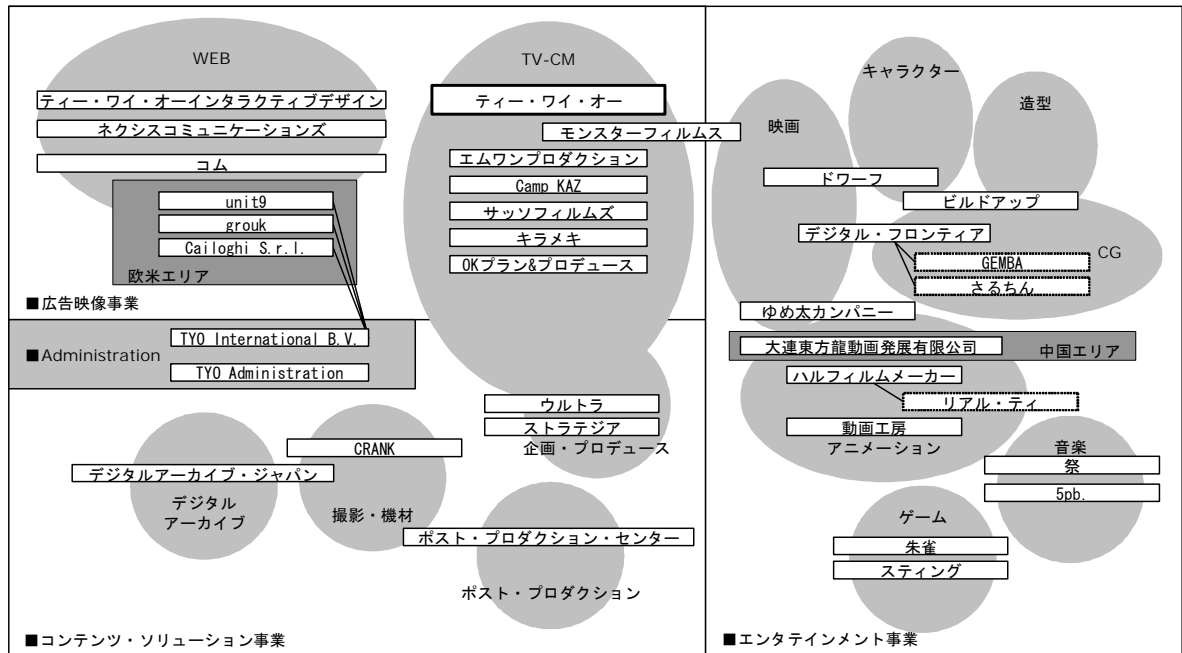 WEB
ティー・ワイ・オーインタラクティブデザイン
ネクシスコミュニケーションズ
コム
unit9
grouk
Cailoghi S.r.l.
欧米エリア
■広告映像事業
TV-CM
ティー・ワイ・オー
モンスターフィルムス
エムワンプロダクション
Camp KAZ
サッソフィルムズ
キラメキ
OKプラン&プロデュース
■Administration
TYO International B.V.
TYO Administration
ウルトラ
ストラテジア
企画・プロデュース
CRANK
撮影・機材
デジタルアーカイブ・ジャパン
デジタル
アーカイブ
ポスト・プロダクション・センター
ポスト・プロダクション
■コンテンツ・ソリューション事業
キャラクター
造型
映画
ドワーフ
ビルドアップ
デジタル・フロンティア
GEMBA
CG
さるちん
ゆめ太カンパニー
大連東方龍動画発展有限公司
中国エリア
ハルフィルムメーカー
リアル・ティ
動画工房
アニメーション
音楽
祭
5pb.
ゲーム
朱雀
スティング
■エンタテインメント事業